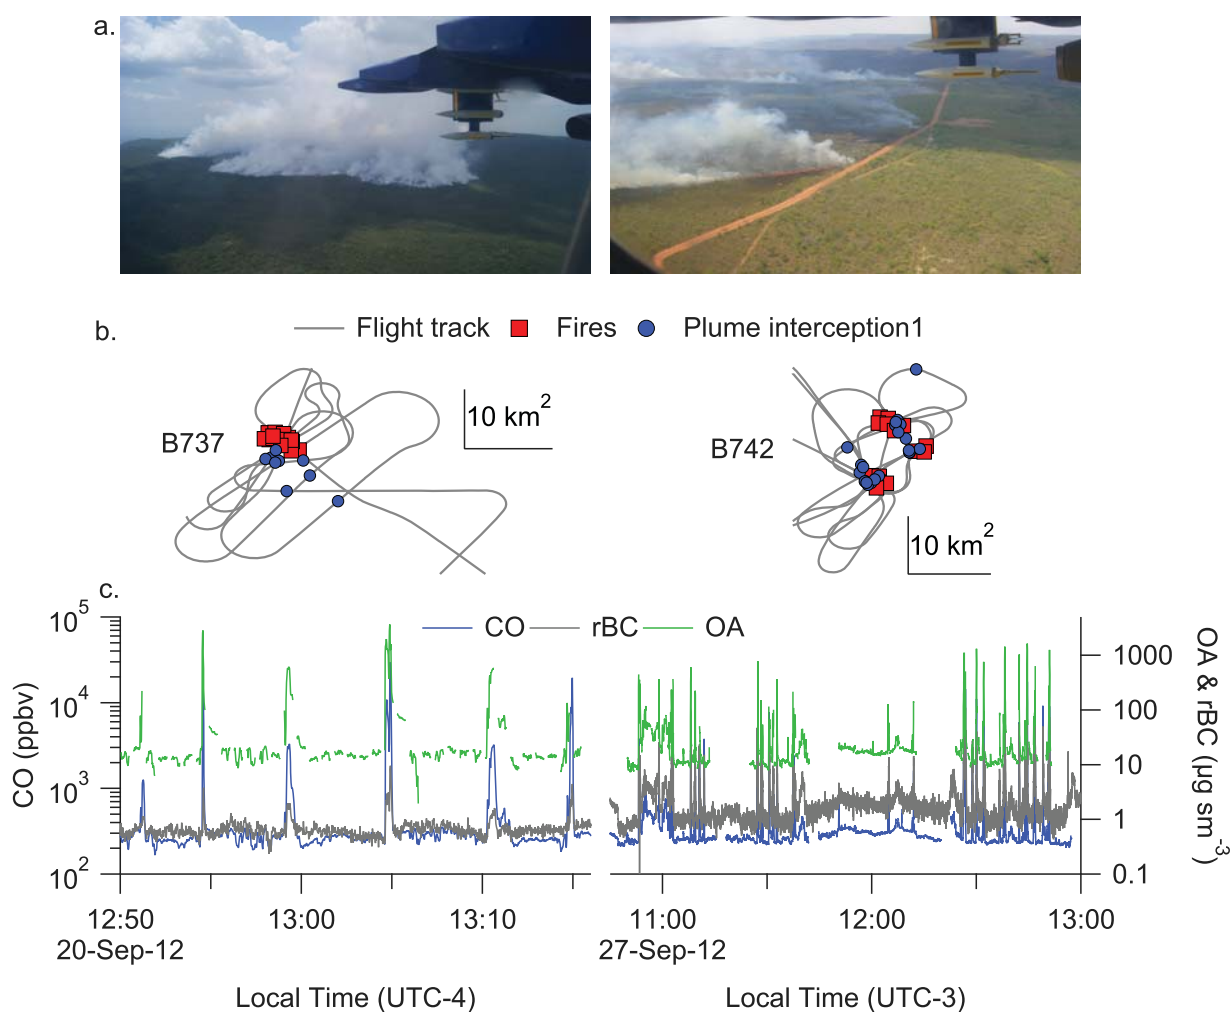 a.
b.
Flight track Fires Plume interception1
B737
10 km2
B742
10 km2
c.
CO rBC OA
CO (ppbv)
10^5
10^4
10^3
10^2
OA & rBC (µg sm-3)
1000
100
10
1
0.1
12:50 13:00 13:10
20-Sep-12
11:00 12:00 13:00
27-Sep-12
Local Time (UTC-4)
Local Time (UTC-3)